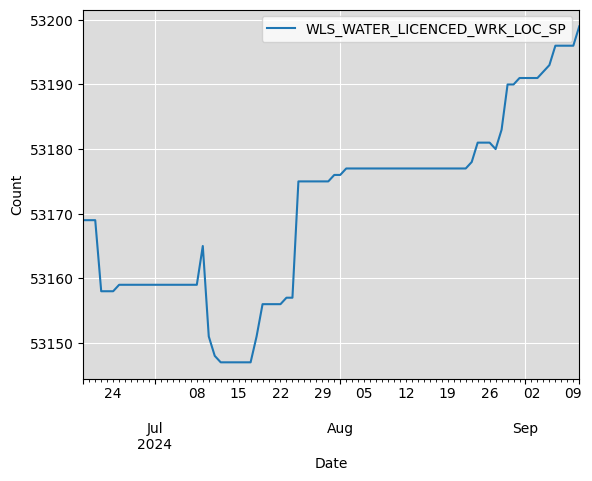 WLS_WATER_LICENCED_WRK_LOC_SP
53200
53190
53180
53170
53160
53150
Count
24 08 15 22 29 05 12 19 26 02 09
Jul Aug Sep
2024
Date